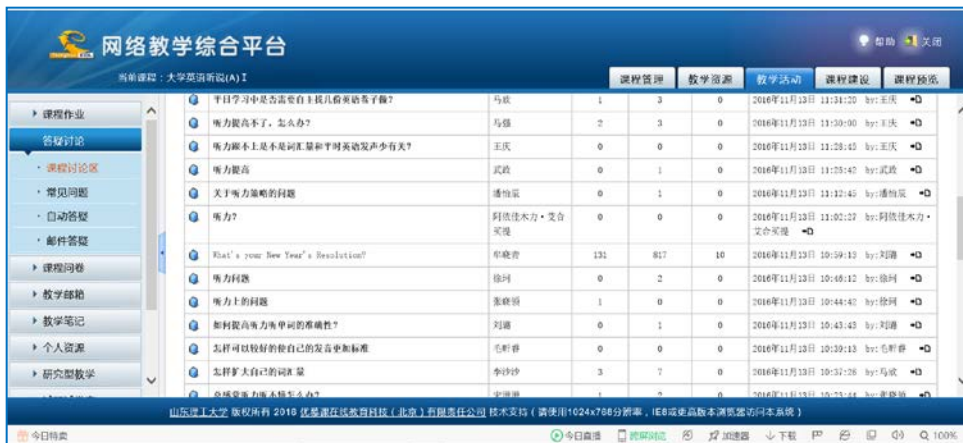 网络教学综合平台
帮助 关闭
当前课程：大学英语听说(A)I
课程管理 教学资源 教学活动 课程建设 课程预览
课程作业
答疑讨论
· 课程讨论区
· 常见问题
· 自动答疑
· 邮件答疑
课程问卷
教学邮箱
教学笔记
个人资源
研究型教学
平日学习中是否需要自主找几份英语卷子做? 马欣 1 3 0 2016年11月13日 11:31:20 by:王庆
听力提高不了，怎么办? 马强 2 3 0 2016年11月13日 11:30:00 by:王庆
听力跟不上是不是词汇量和平时英语发声少有关? 王庆 0 0 0 2016年11月13日 11:28:45 by:王庆
听力提高 武政 0 1 0 2016年11月13日 11:25:42 by:武政
关于听力策略的问题 潘怡辰 0 1 0 2016年11月13日 11:12:45 by:潘怡辰
听力? 阿依佳木力·艾合买提 0 0 0 2016年11月13日 11:02:27 by:阿依佳木力·艾合买提
What's your New Year's Resolution? 牟晓青 131 817 10 2016年11月13日 10:59:13 by:刘璐
听力问题 徐珂 0 2 0 2016年11月13日 10:46:12 by:徐珂
听力上的问题 张晓颖 1 0 0 2016年11月13日 10:44:42 by:徐珂
如何提高听力听单词的准确性? 刘璐 0 1 0 2016年11月13日 10:43:43 by:刘璐
怎样可以较好的使自己的发音更加标准 毛昕睿 0 0 0 2016年11月13日 10:39:13 by:毛昕睿
怎样扩大自己的词汇量 李沙沙 3 7 0 2016年11月13日 10:37:26 by:马欣
山东理工大学 版权所有 2016 优慕课在线教育科技（北京）有限责任公司 技术支持（请使用1024x768分辨率，IE8或更高版本浏览器访问本系统）
今日特卖 今日直播 跨屏浏览 加速器 下载 100%